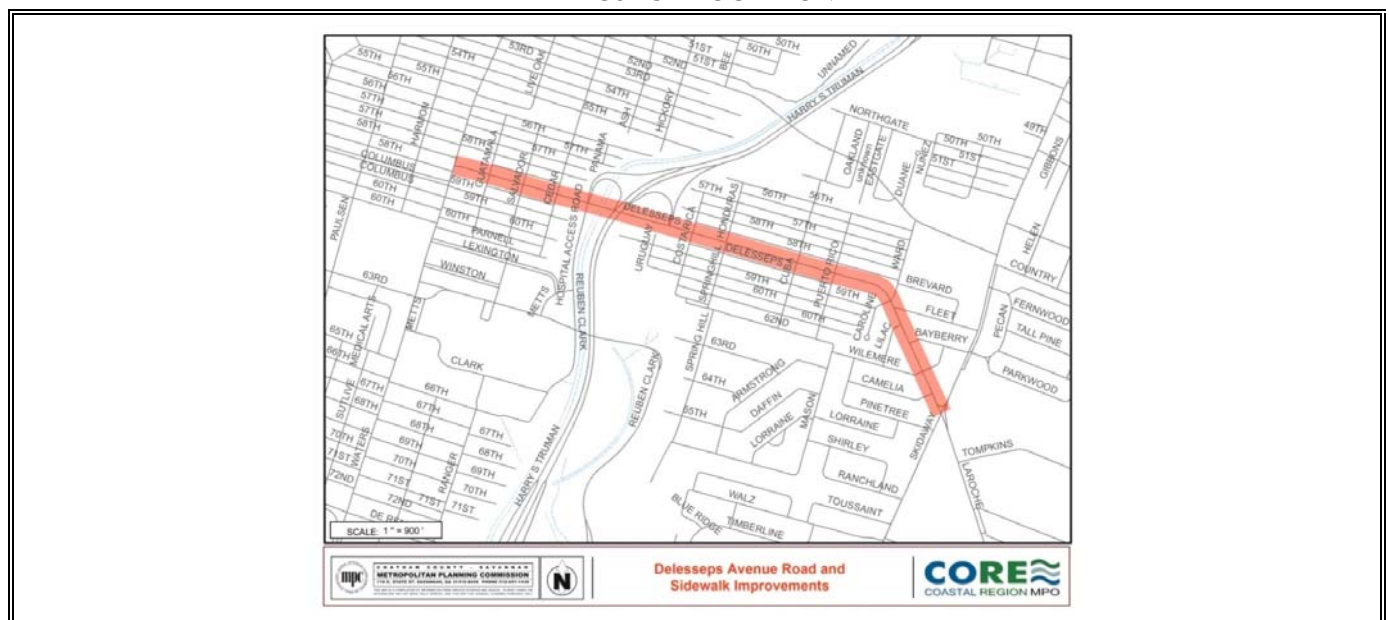 50TH
50TH
51ST
51ST
BEE
52ND
52ND
53RD
53RD
54TH
54TH
LIVE OAK
55TH
55TH
55TH
56TH
56TH
57TH
57TH
58TH
58TH
HARMON
ASH
HICKORY
PANAMA
56TH
57TH
57TH
58TH
GUATAMALA
SALVADOR
CEDAR
COLUMBUS
COLUMBUS
60TH
60TH
59TH
59TH
60TH
60TH
PARNELL
LEXINGTON
WINSTON
PAULSEN
63RD
METTS
METTS
HOSPITAL ACCESS ROAD
REUBEN CLARK
MEDICAL ARTS
65TH
66TH
67TH
68TH
SUTLIVE
70TH
71ST
72ND
WATERS
CLARK
66TH
67TH
68TH
69TH
70TH
71ST
71ST
72ND
RANGER
67TH
68TH
69TH
70TH
71ST
HARRY S TRUMAN
REUBEN CLARK
UNNAMED
HARRY S TRUMAN
NORTHGATE
OAKLAND
unknown
EASTGATE
DUANE
NUNEZ
50TH
50TH
51ST
51ST
49TH
GIBBONS
HELEN
COUNTRY
DELESSEPS
DELESSEPS
URUGUAY
COSTA RICA
HONDURAS
SPRINGHILL
CUBA
PUERTO RICO
57TH
56TH
56TH
58TH
57TH
58TH
59TH
59TH
60TH
60TH
62ND
WARD
BREVARD
FLEET
BAYBERRY
CAROLINE
LILAC
WILEMERE
CAMELIA
PINETREE
LORRAINE
SHIRLEY
RANCHLAND
TOUSSAINT
SPRING HILL
63RD
64TH
65TH
ARMSTRONG
DAFFIN
LORRAINE
MASON
WALZ
BLUE RIDGE
TIMBERLINE
SKIDAWAY
LAROCHE
TOMPKINS
PECAN
FERNWOOD
TALL PINE
PARKWOOD
SCALE: 1 " = 900 '
mpc
CHATHAM COUNTY - SAVANNAH
METROPOLITAN PLANNING COMMISSION
N
Delesseps Avenue Road and
Sidewalk Improvements
CORE
COASTAL REGION MPO